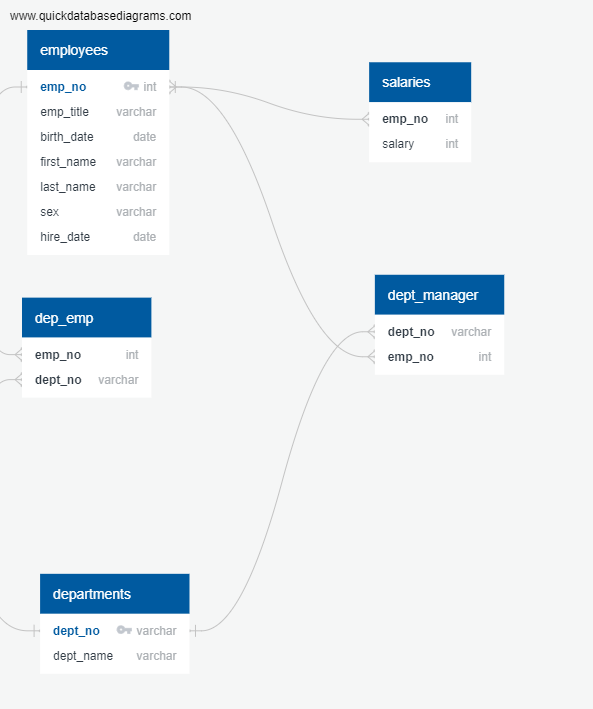 www.quickdatabasediagrams.com
employees
emp_no int
emp_title varchar
birth_date date
first_name varchar
last_name varchar
sex varchar
hire_date date
salaries
emp_no int
salary int
dep_emp
emp_no int
dept_no varchar
dept_manager
dept_no varchar
emp_no int
departments
dept_no varchar
dept_name varchar